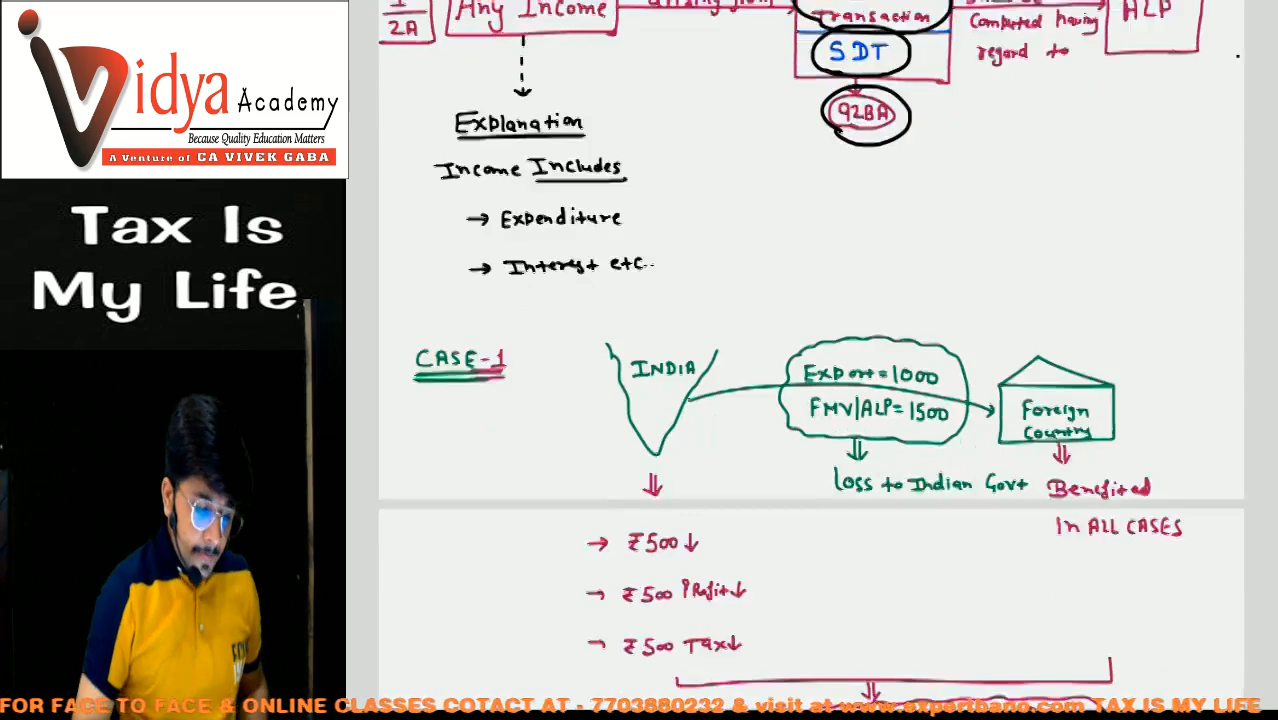 1
2A
Any Income
Transaction
Computed having
regard to
ALP
SDT
92BA
Vidya Academy
Because Quality Education Matters
A Venture of CA VIVEK GABA
Tax Is
My Life
Explanation
Income Includes
→ Expenditure
→ Interest etc..
CASE-1
INDIA
Export = 1000
FMV|ALP = 1500
Foreign
Country
Loss to Indian Govt
Benefited
In ALL CASES
→ ₹500 ↓
→ ₹500 Profit ↓
→ ₹500 Tax ↓
FOR FACE TO FACE & ONLINE CLASSES COTACT AT - 7703880232 & visit at www.expertbano.com TAX IS MY LIFE